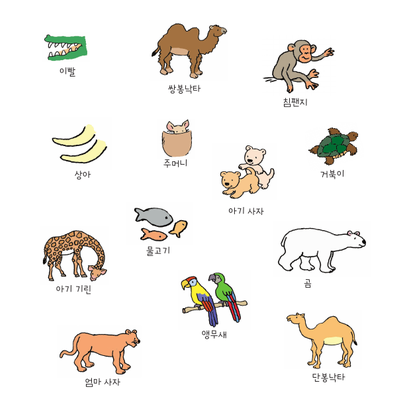 이빨
쌍봉낙타
침팬지
상아
주머니
거북이
아기 사자
물고기
아기 기린
곰
앵무새
엄마 사자
단봉낙타